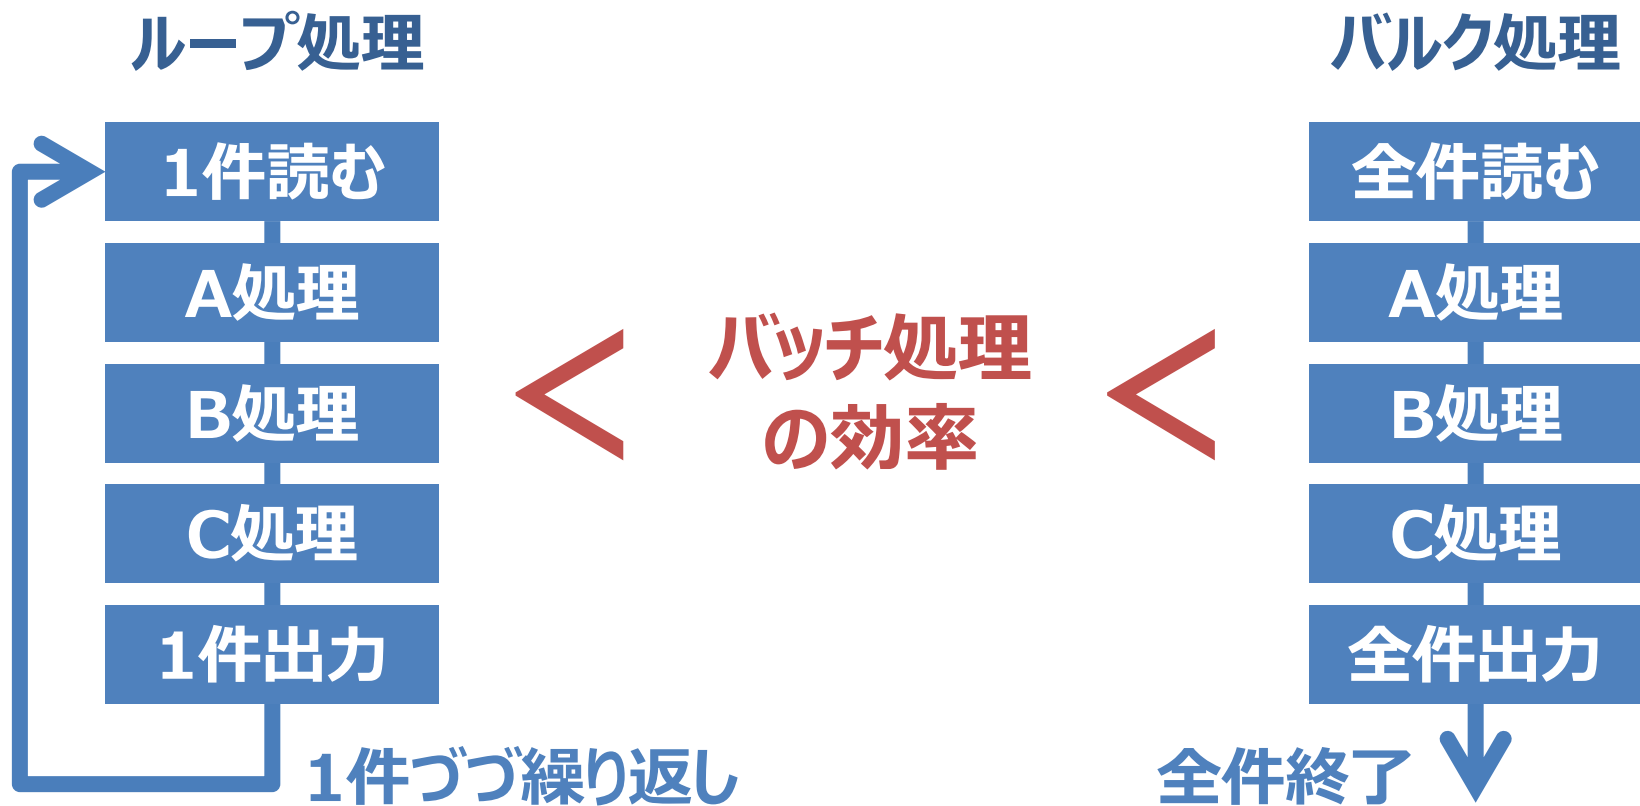 ループ処理
1件読む
A処理
B処理
C処理
1件出力
1件づつ繰り返し
<
バッチ処理
の効率
<
バルク処理
全件読む
A処理
B処理
C処理
全件出力
全件終了